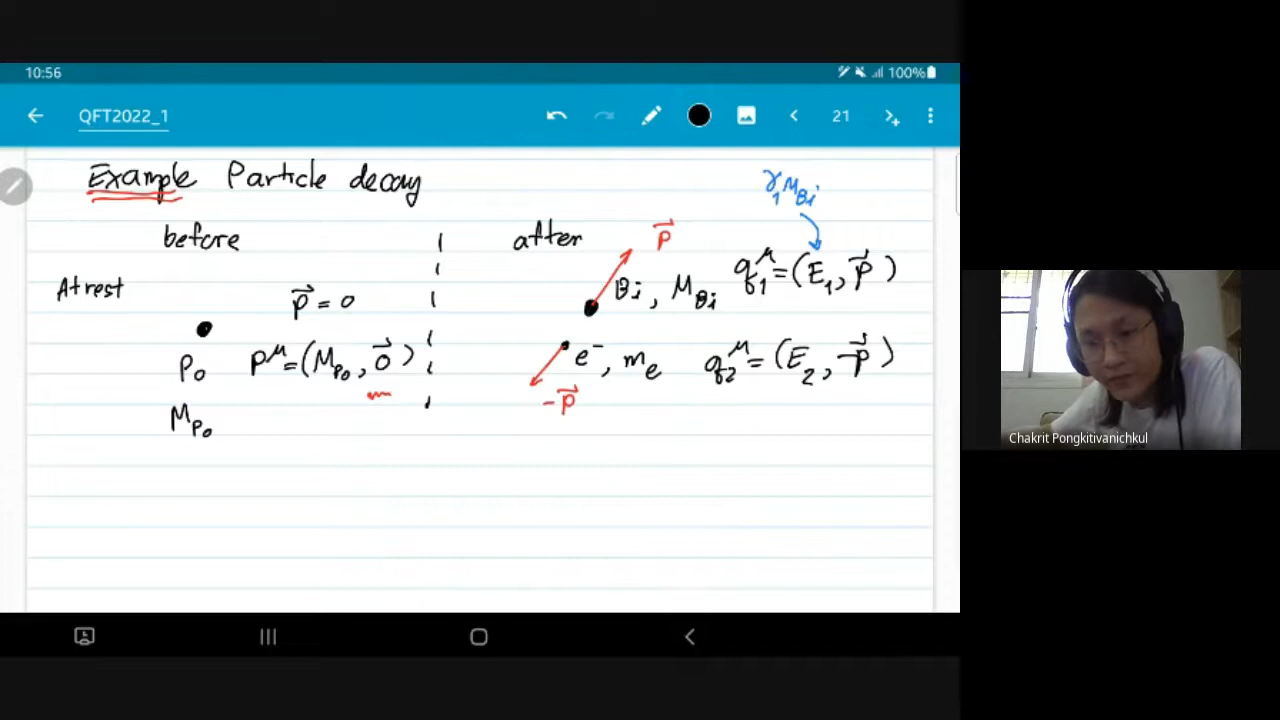 10:56 100%
QFT2022_1 21
Example Particle decay
γ₁M_Bi
before after p⃗
At rest p⃗ = 0 Bi, M_Bi q₁^μ = (E₁, p⃗)
P₀ p^μ = (M_P₀, 0⃗) e⁻, m_e q₂^μ = (E₂, -p⃗)
-p⃗
M_P₀
Chakrit Pongkitivanichkul